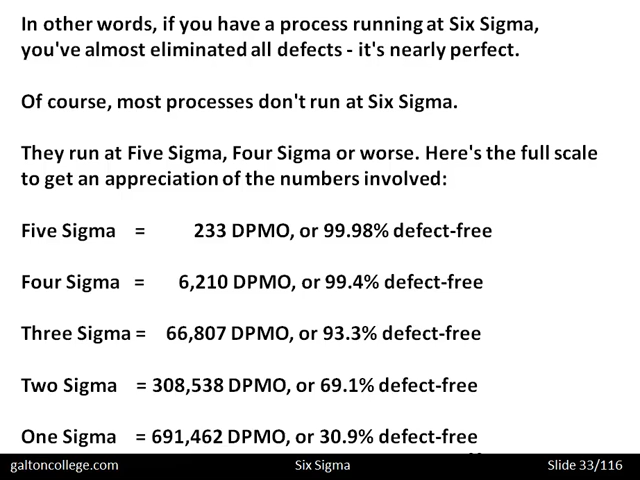 In other words, if you have a process running at Six Sigma,
you've almost eliminated all defects - it's nearly perfect.
Of course, most processes don't run at Six Sigma.
They run at Five Sigma, Four Sigma or worse. Here's the full scale
to get an appreciation of the numbers involved:
Five Sigma = 233 DPMO, or 99.98% defect-free
Four Sigma = 6,210 DPMO, or 99.4% defect-free
Three Sigma = 66,807 DPMO, or 93.3% defect-free
Two Sigma = 308,538 DPMO, or 69.1% defect-free
One Sigma = 691,462 DPMO, or 30.9% defect-free
galtoncollege.com Six Sigma Slide 33/116